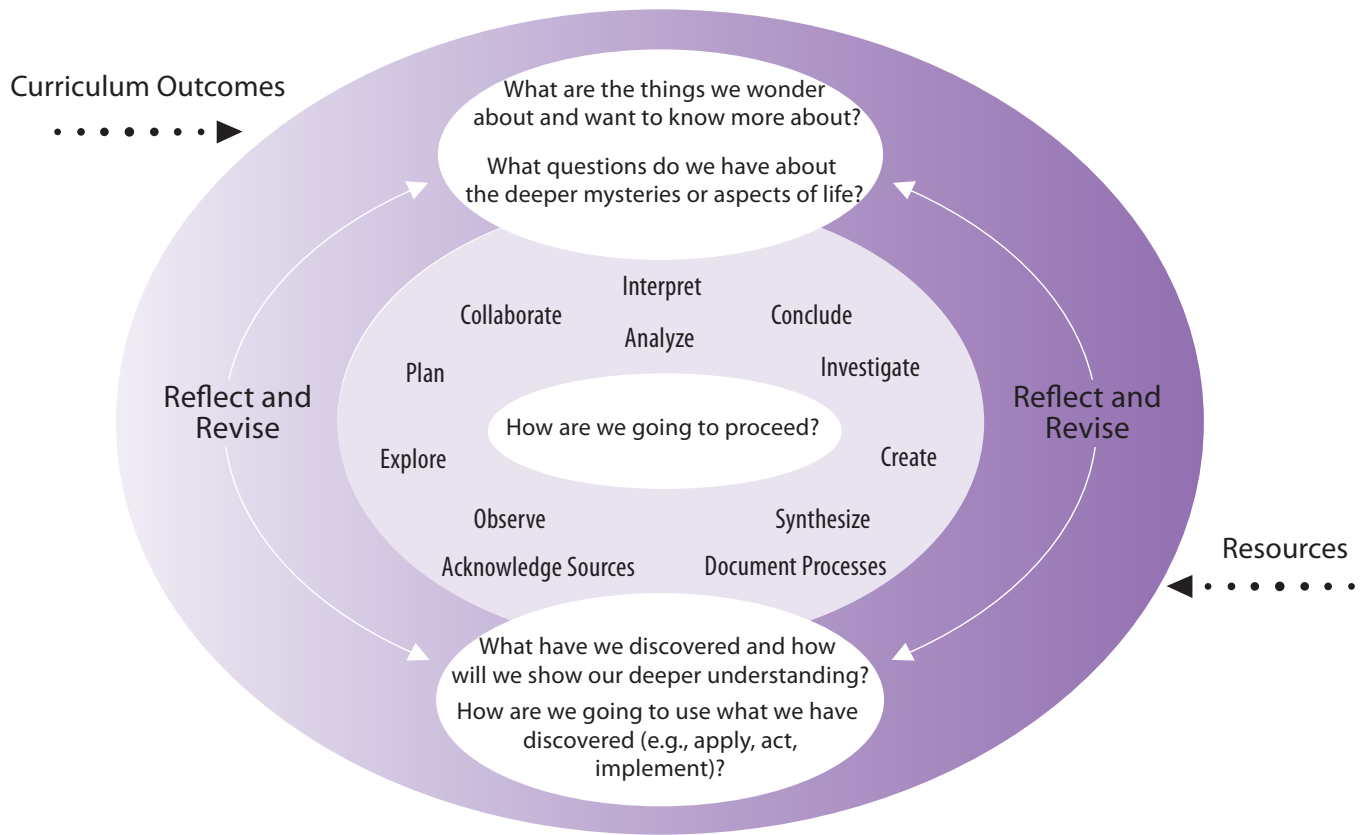 Curriculum Outcomes
What are the things we wonder
about and want to know more about?
What questions do we have about
the deeper mysteries or aspects of life?
Interpret
Collaborate
Conclude
Analyze
Plan
Investigate
Reflect and
Revise
How are we going to proceed?
Reflect and
Revise
Explore
Create
Observe
Synthesize
Acknowledge Sources
Document Processes
Resources
What have we discovered and how
will we show our deeper understanding?
How are we going to use what we have
discovered (e.g., apply, act,
implement)?